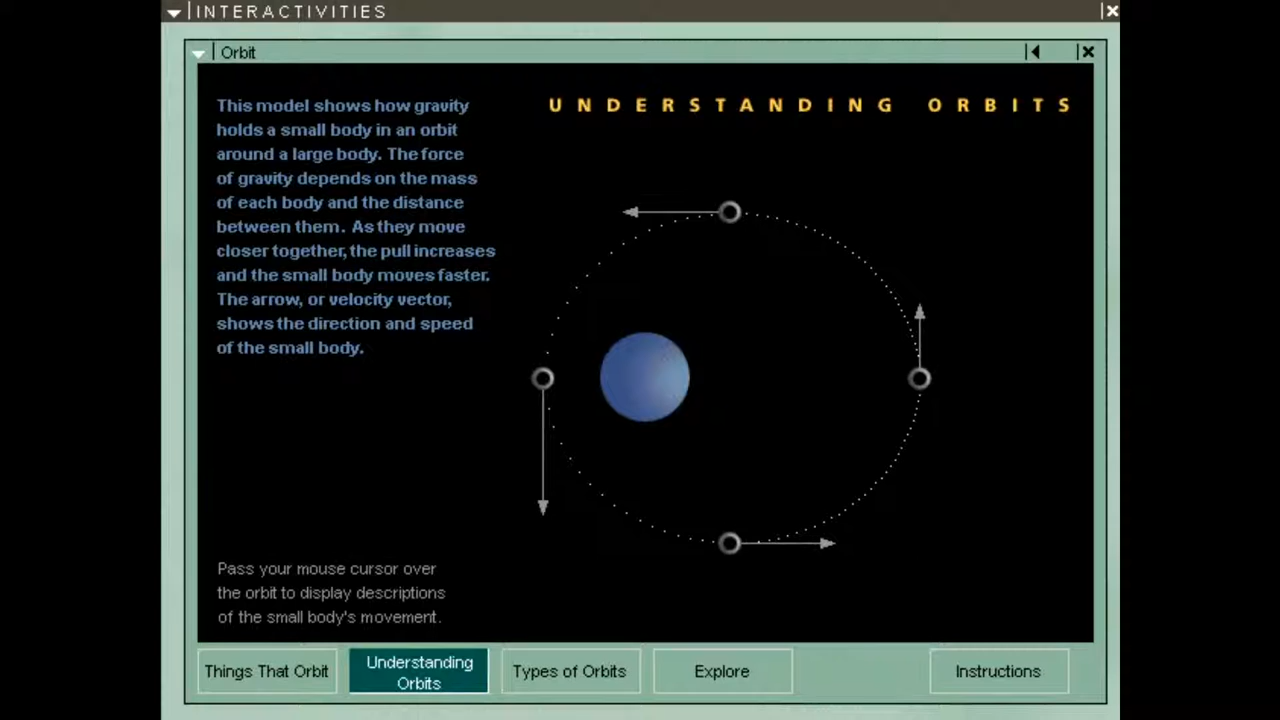 INTERACTIVITIES
Orbit
This model shows how gravity
holds a small body in an orbit
around a large body. The force
of gravity depends on the mass
of each body and the distance
between them. As they move
closer together, the pull increases
and the small body moves faster.
The arrow, or velocity vector,
shows the direction and speed
of the small body.
UNDERSTANDING ORBITS
Pass your mouse cursor over
the orbit to display descriptions
of the small body's movement.
Things That Orbit
Understanding
Orbits
Types of Orbits
Explore
Instructions